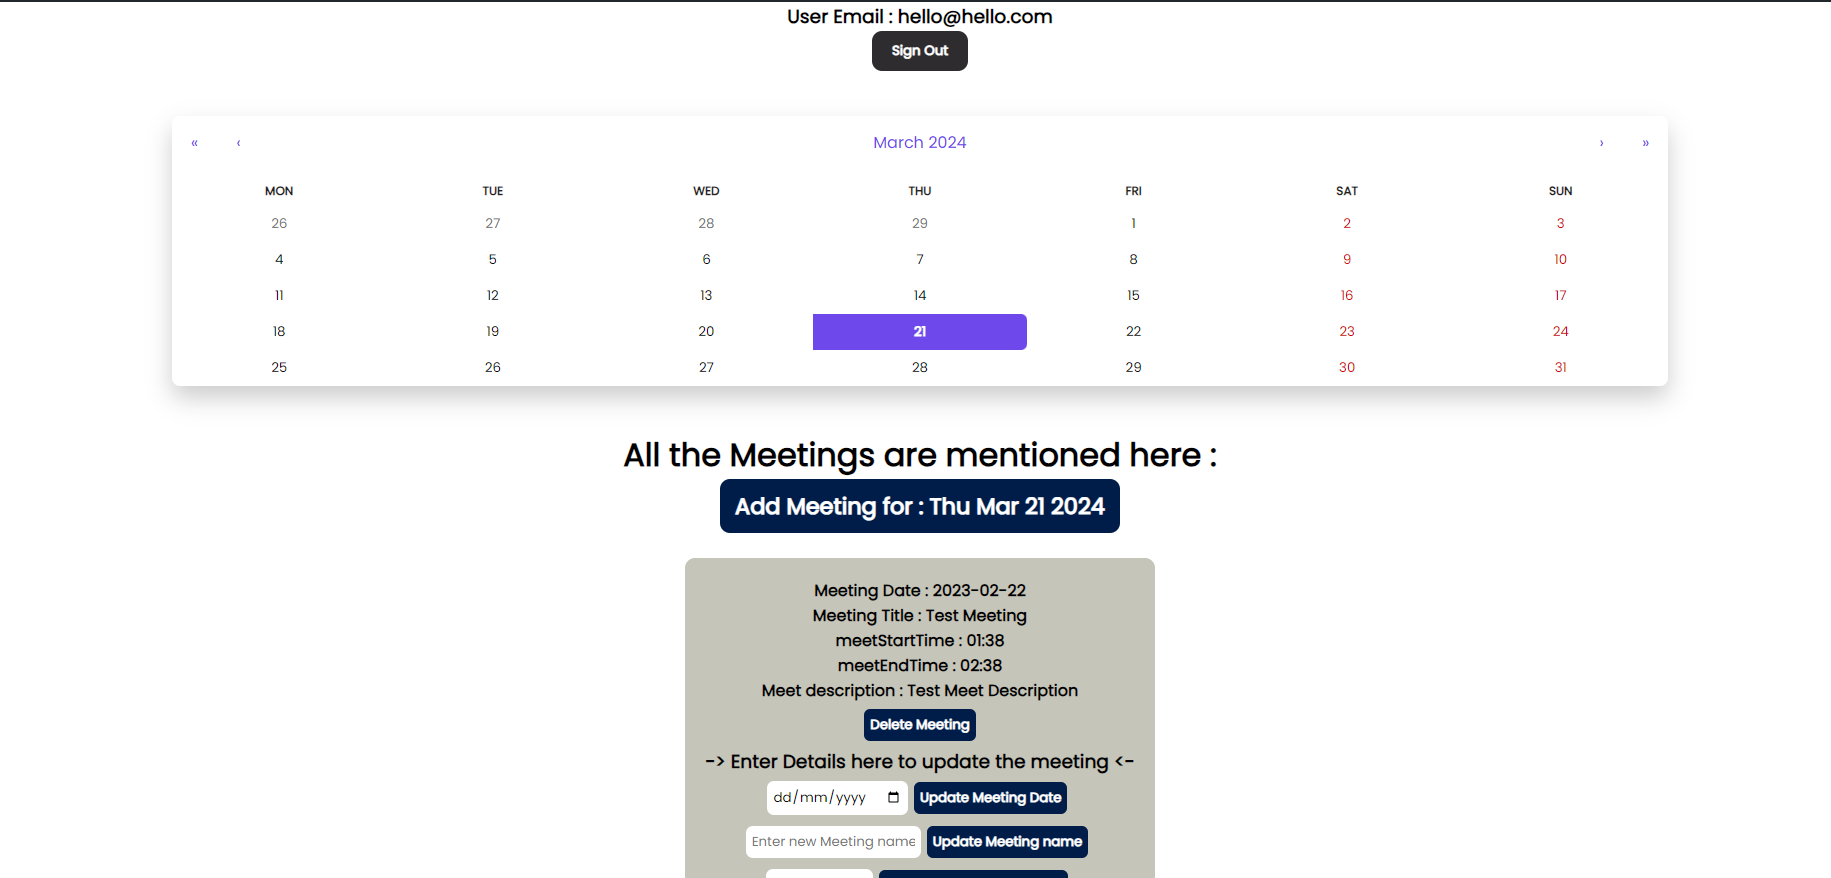 User Email : hello@hello.com
Sign Out
« ‹ March 2024 › »
MON TUE WED THU FRI SAT SUN
26 27 28 29 1 2 3
4 5 6 7 8 9 10
11 12 13 14 15 16 17
18 19 20 21 22 23 24
25 26 27 28 29 30 31
All the Meetings are mentioned here :
Add Meeting for : Thu Mar 21 2024
Meeting Date : 2023-02-22
Meeting Title : Test Meeting
meetStartTime : 01:38
meetEndTime : 02:38
Meet description : Test Meet Description
Delete Meeting
-> Enter Details here to update the meeting <-
dd/mm/yyyy Update Meeting Date
Enter new Meeting name Update Meeting name